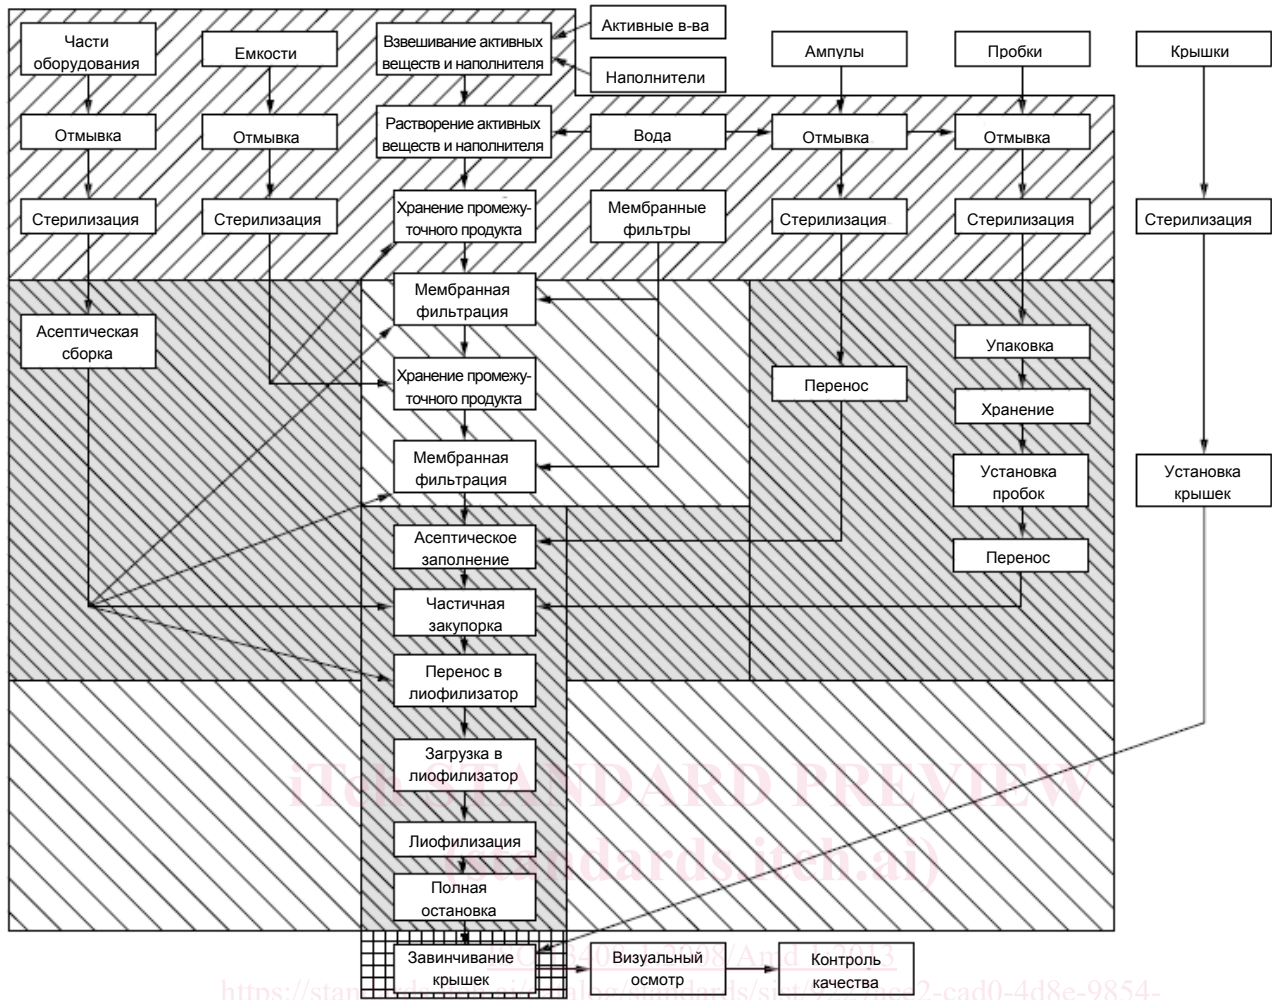 Части
оборудования
Емкости
Взвешивание активных
веществ и наполнителя
Активные в-ва
Наполнители
Ампулы
Пробки
Крышки
Отмывка
Отмывка
Растворение активных
веществ и наполнителя
Вода
Отмывка
Отмывка
Стерилизация
Стерилизация
Хранение промежу-
точного продукта
Мембранные
фильтры
Стерилизация
Стерилизация
Стерилизация
Мембранная
фильтрация
Асептическая
сборка
Упаковка
Хранение промежу-
точного продукта
Перенос
Хранение
Мембранная
фильтрация
Установка
пробок
Установка
крышек
Асептическое
заполнение
Перенос
Частичная
закупорка
Перенос в
лиофилизатор
Загрузка в
лиофилизатор
iTeh STANDARD PREVIEW
Лиофилизация
(standards.iteh.ai)
Полная
остановка
Завинчивание
крышек
Визуальный
осмотр
Контроль
качества